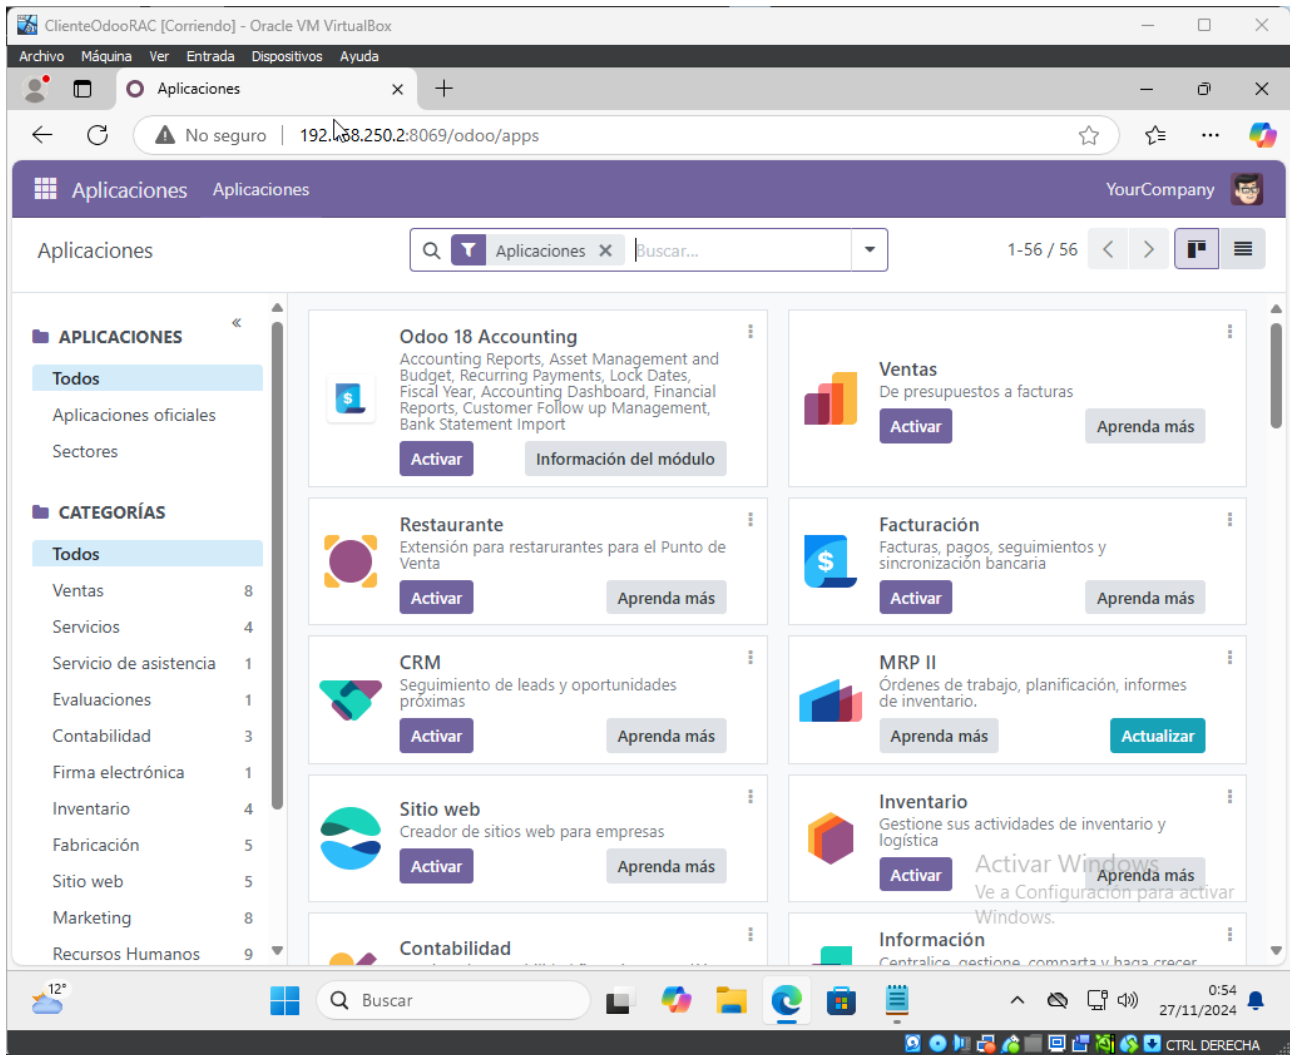 ClienteOdooRAC [Corriendo] - Oracle VM VirtualBox
Archivo Máquina Ver Entrada Dispositivos Ayuda
Aplicaciones
No seguro 192.168.250.2:8069/odoo/apps
Aplicaciones Aplicaciones YourCompany
Aplicaciones Aplicaciones Buscar... 1-56 / 56
APLICACIONES
Todos
Aplicaciones oficiales
Sectores
CATEGORÍAS
Todos
Ventas 8
Servicios 4
Servicio de asistencia 1
Evaluaciones 1
Contabilidad 3
Firma electrónica 1
Inventario 4
Fabricación 5
Sitio web 5
Marketing 8
Recursos Humanos 9
Odoo 18 Accounting
Accounting Reports, Asset Management and
Budget, Recurring Payments, Lock Dates,
Fiscal Year, Accounting Dashboard, Financial
Reports, Customer Follow up Management,
Bank Statement Import
Activar Información del módulo
Ventas
De presupuestos a facturas
Activar Aprenda más
Restaurante
Extensión para restarurantes para el Punto de
Venta
Activar Aprenda más
Facturación
Facturas, pagos, seguimientos y
sincronización bancaria
Activar Aprenda más
CRM
Seguimiento de leads y oportunidades
próximas
Activar Aprenda más
MRP II
Órdenes de trabajo, planificación, informes
de inventario.
Aprenda más Actualizar
Sitio web
Creador de sitios web para empresas
Activar Aprenda más
Inventario
Gestione sus actividades de inventario y
logística
Activar Aprenda más
Contabilidad
Información
Centralice, gestione, comparta y haga crecer
Activar Windows
Ve a Configuración para activar
Windows.
12°
Buscar
0:54
27/11/2024
CTRL DERECHA